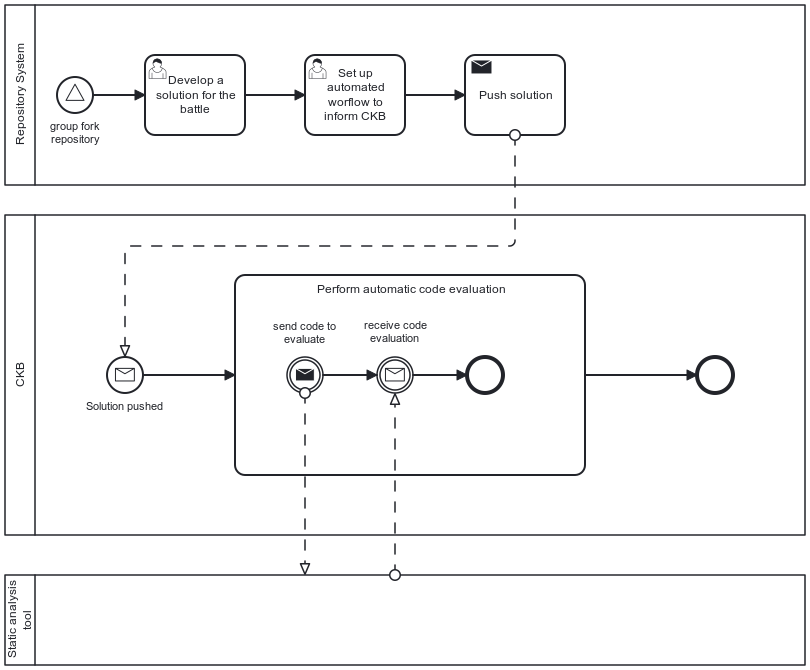 Repository System
group fork
repository
Develop a
solution for the
battle
Set up
automated
worflow to
inform CKB
Push solution
CKB
Solution pushed
Perform automatic code evaluation
send code to
evaluate
receive code
evaluation
Static analysis
tool